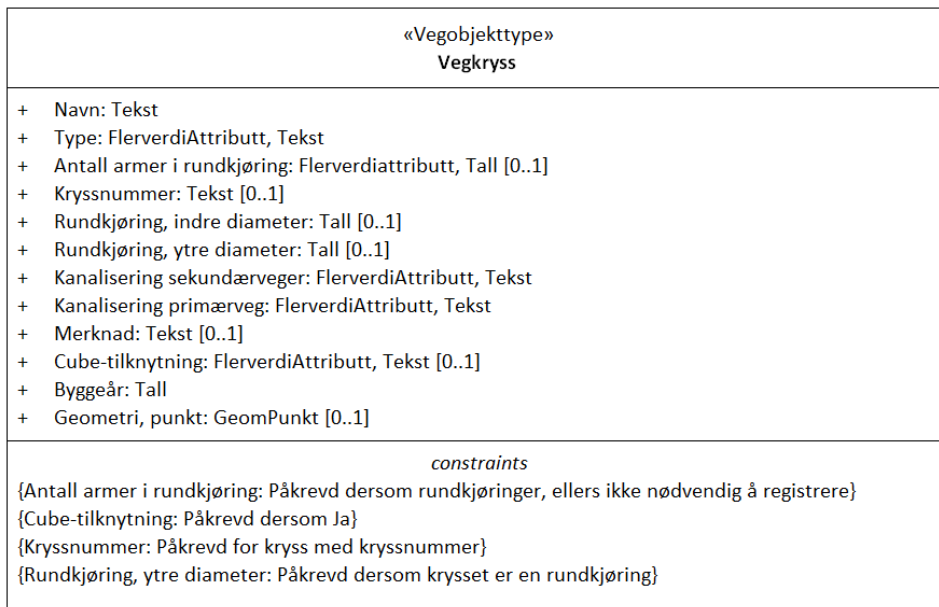 «Vegobjekttype»
Vegkryss
+ Navn: Tekst
+ Type: FlerverdiAttributt, Tekst
+ Antall armer i rundkjøring: Flerverdiattributt, Tall [0..1]
+ Kryssnummer: Tekst [0..1]
+ Rundkjøring, indre diameter: Tall [0..1]
+ Rundkjøring, ytre diameter: Tall [0..1]
+ Kanalisering sekundærveger: FlerverdiAttributt, Tekst
+ Kanalisering primærveg: FlerverdiAttributt, Tekst
+ Merknad: Tekst [0..1]
+ Cube-tilknytning: FlerverdiAttributt, Tekst [0..1]
+ Byggeår: Tall
+ Geometri, punkt: GeomPunkt [0..1]
constraints
{Antall armer i rundkjøring: Påkrevd dersom rundkjøringer, ellers ikke nødvendig å registrere}
{Cube-tilknytning: Påkrevd dersom Ja}
{Kryssnummer: Påkrevd for kryss med kryssnummer}
{Rundkjøring, ytre diameter: Påkrevd dersom krysset er en rundkjøring}